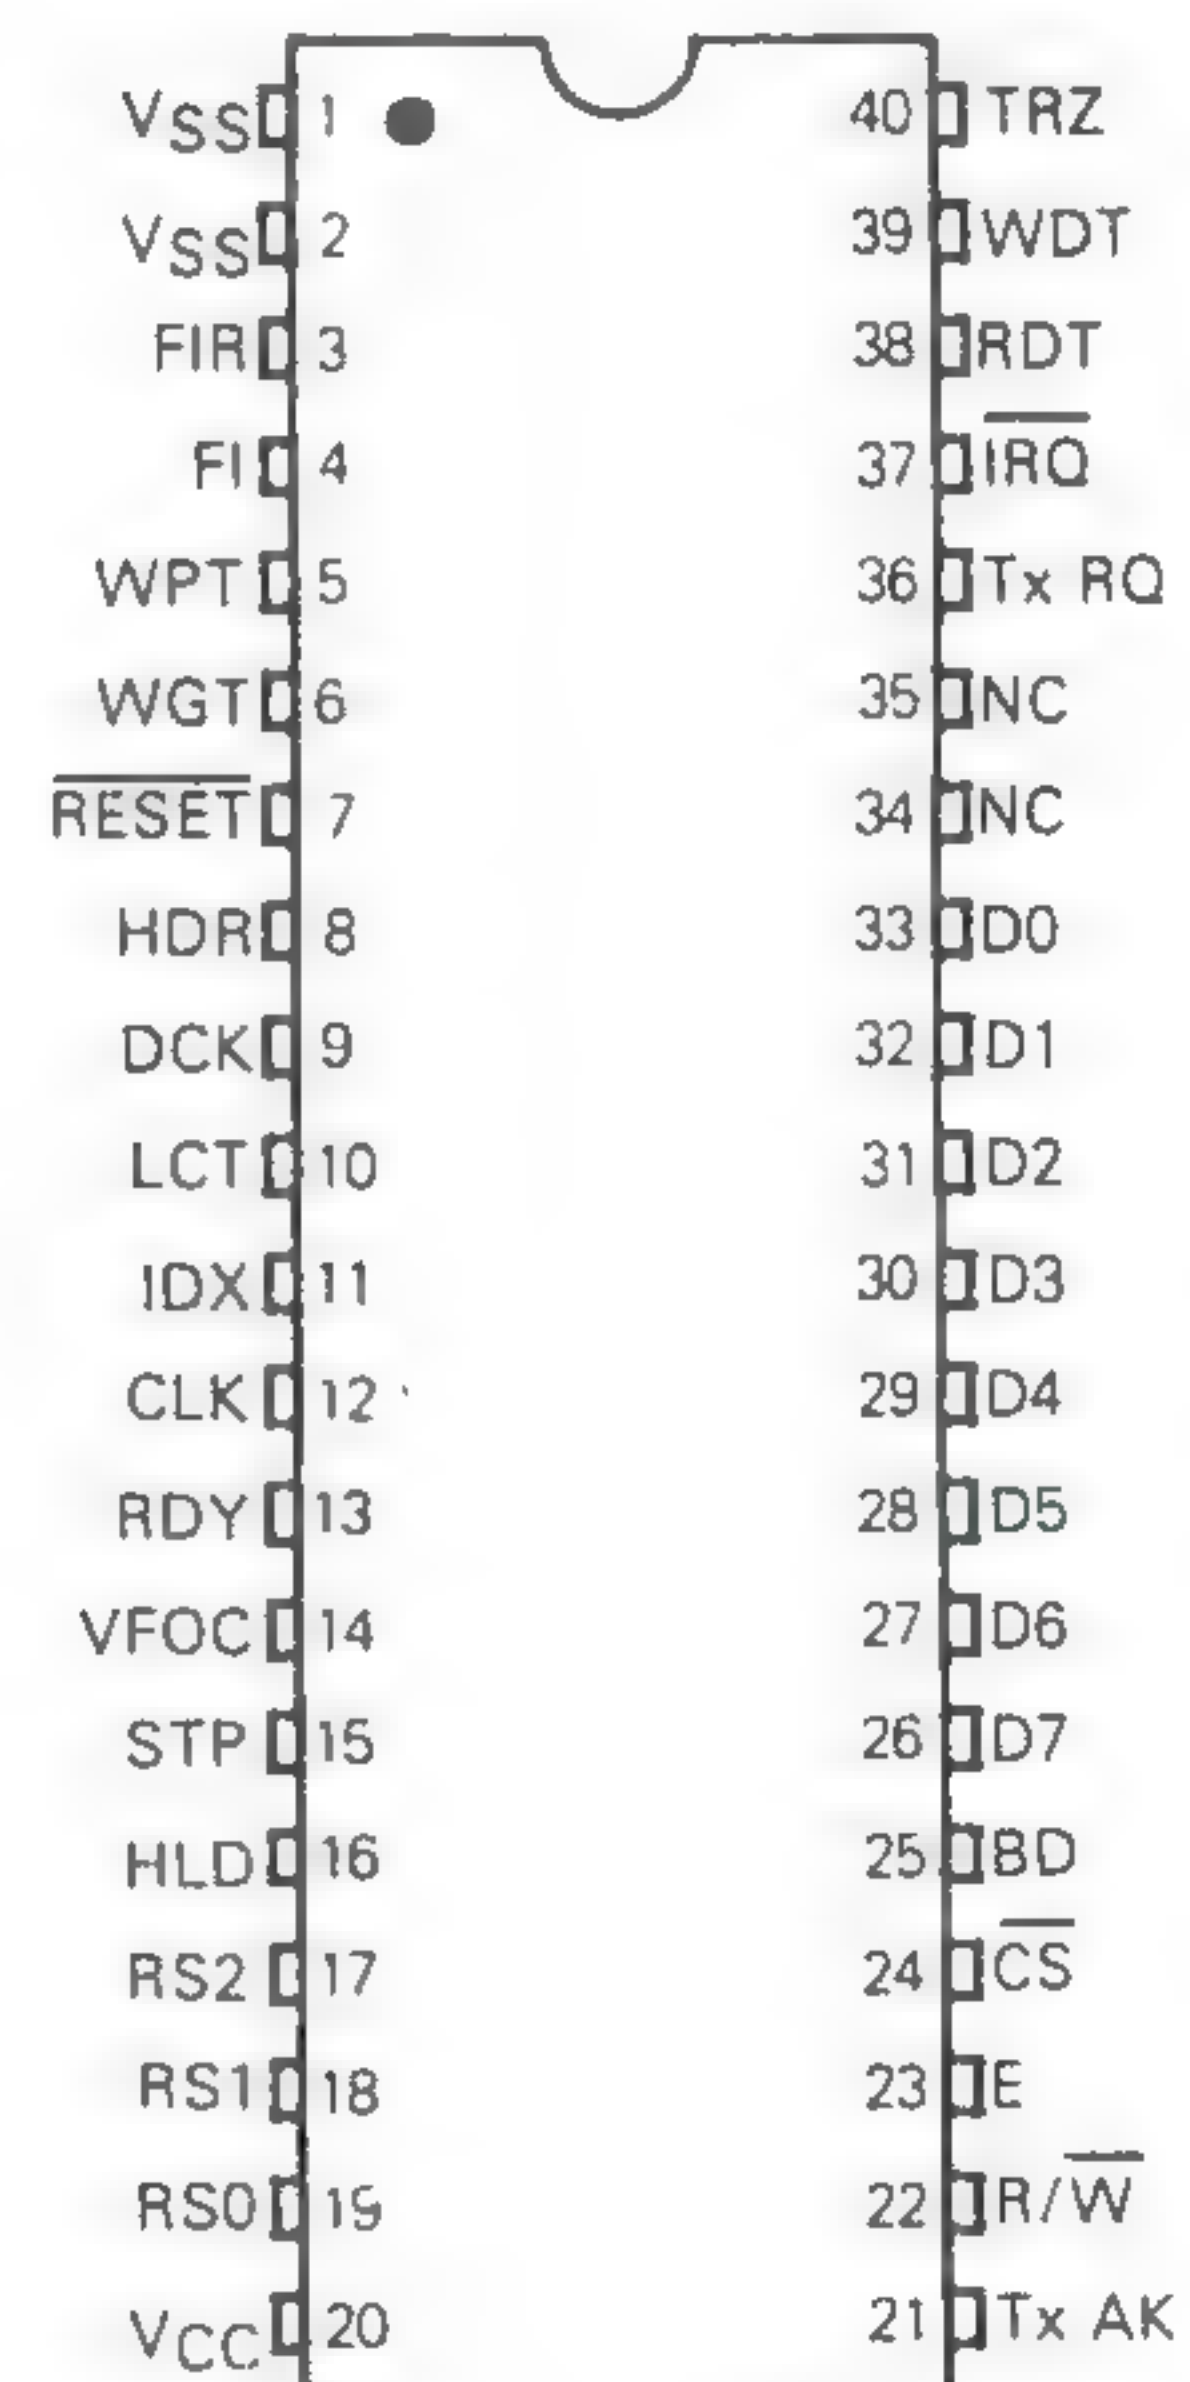 VSS 1 40 TRZ
VSS 2 39 WDT
FIR 3 38 RDT
FI 4 37 IRQ
WPT 5 36 Tx RQ
WGT 6 35 NC
RESET 7 34 NC
HDR 8 33 D0
DCK 9 32 D1
LCT 10 31 D2
IDX 11 30 D3
CLK 12 29 D4
RDY 13 28 D5
VFOC 14 27 D6
STP 15 26 D7
HLD 16 25 BD
RS2 17 24 CS
RS1 18 23 E
RS0 19 22 R/W
VCC 20 21 Tx AK